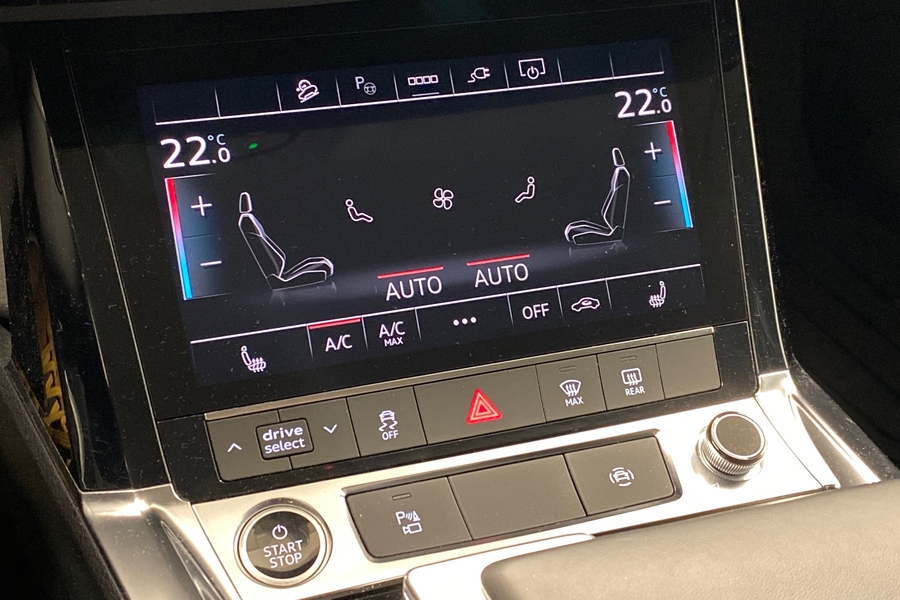 P
22.0 °C
22.0 °C
+
+
−
−
AUTO
AUTO
A/C
A/C
MAX
•••
OFF
drive
select
OFF
MAX
REAR
P
START
STOP